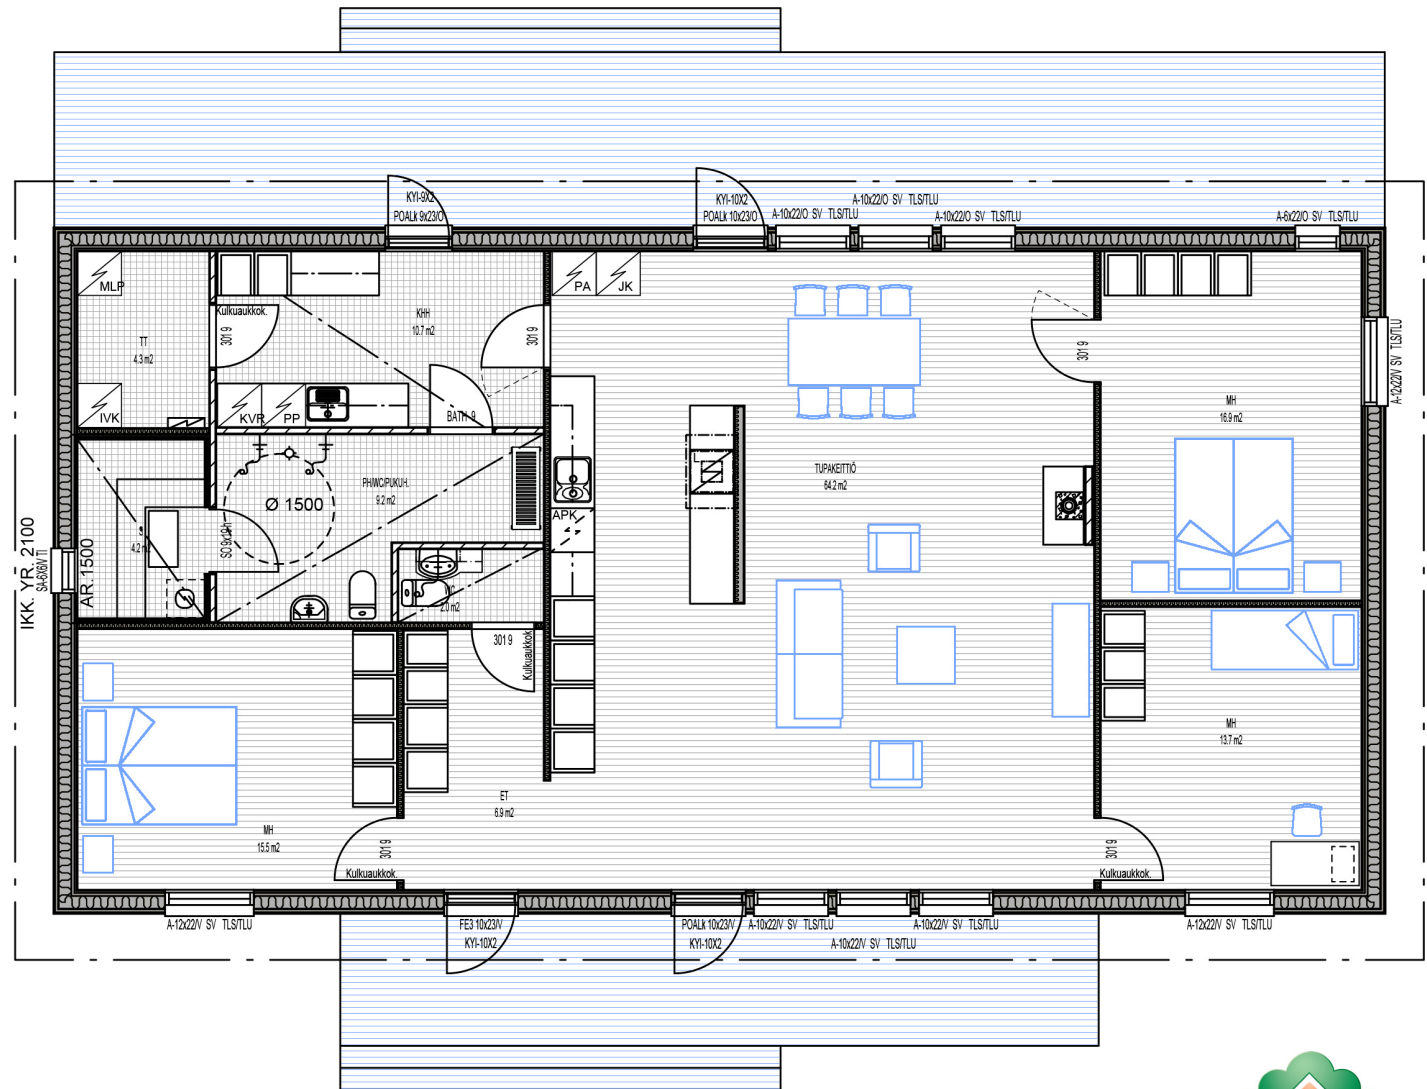 KYI-9X2
POALk 9x23/O
KYI-10X2
POALk 10x23/O
A-10x22/O SV TLS/TLU
A-10x22/O SV TLS/TLU
A-10x22/O SV TLS/TLU
A-6x22/O SV TLS/TLU
MLP
TT
4.3 m2
IVK
Kulkuaukkok.
301 9
KHH
10.7 m2
301 9
KVR
PP
BATH 9
PA
JK
301 9
A-12x22/V SV TLS/TLU
MH
16.9 m2
TUPAKEITTIÖ
64.2 m2
PH/WC/PUKUH.
9.2 m2
Ø 1500
APK
IKK. YR. 2100
SA-6X6/V TI
AR.1500
S
4.2 m2
SO 9x19/h
WC
2.0 m2
301 9
Kulkuaukkok.
MH
13.7 m2
ET
6.9 m2
MH
15.5 m2
301 9
Kulkuaukkok.
301 9
Kulkuaukkok.
A-12x22/V SV TLS/TLU
FE3 10x23/V
KYI-10X2
POALk 10x23/V
KYI-10X2
A-10x22/V SV TLS/TLU
A-10x22/V SV TLS/TLU
A-10x22/V SV TLS/TLU
A-12x22/V SV TLS/TLU